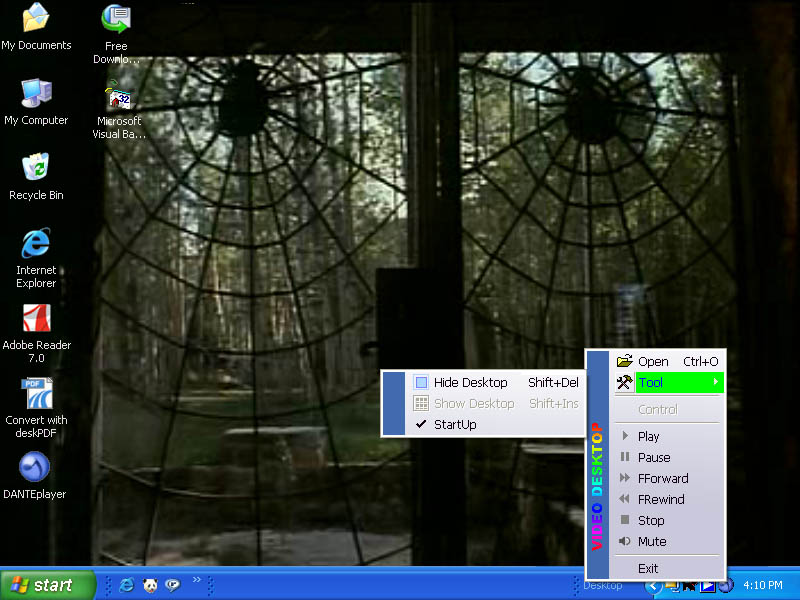 My Documents
Free
Downlo...
My Computer
Microsoft
Visual Ba...
Recycle Bin
Internet
Explorer
Adobe Reader
7.0
PDF
Convert with
deskPDF
DANTEplayer
Hide Desktop Shift+Del
Show Desktop Shift+Ins
StartUp
VIDEO DESKTOP
Open Ctrl+O
Tool
Control
Play
Pause
FForward
FRewind
Stop
Mute
Exit
start
Desktop
4:10 PM